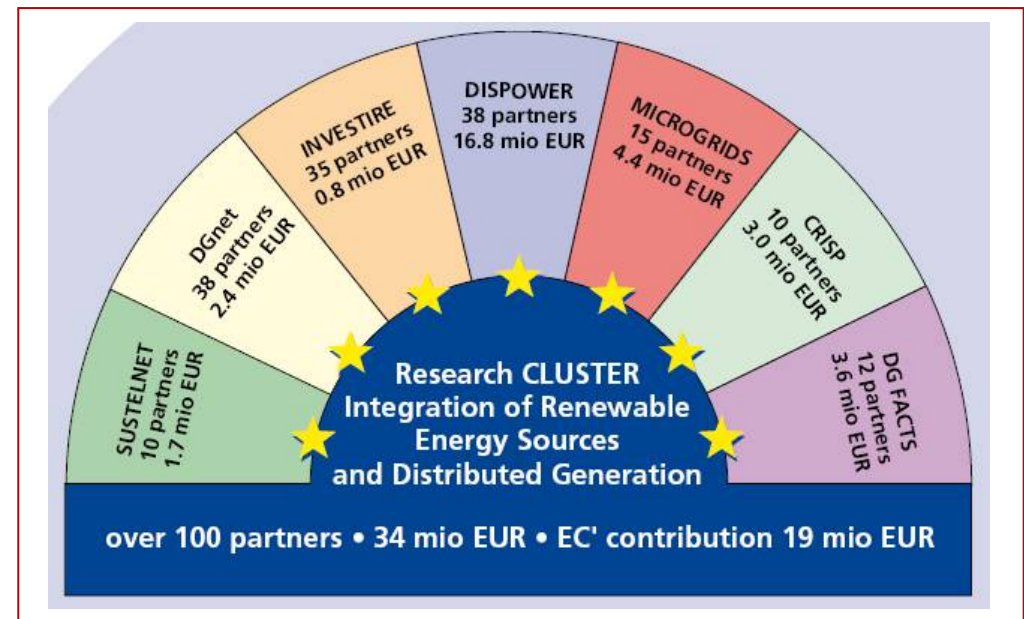 SUSTELNET
10 partners
1.7 mio EUR
DGnet
38 partners
2.4 mio EUR
INVESTIRE
35 partners
0.8 mio EUR
DISPOWER
38 partners
16.8 mio EUR
MICROGRIDS
15 partners
4.4 mio EUR
CRISP
10 partners
3.0 mio EUR
DG FACTS
12 partners
3.6 mio EUR
Research CLUSTER
Integration of Renewable
Energy Sources
and Distributed Generation
over 100 partners • 34 mio EUR • EC' contribution 19 mio EUR